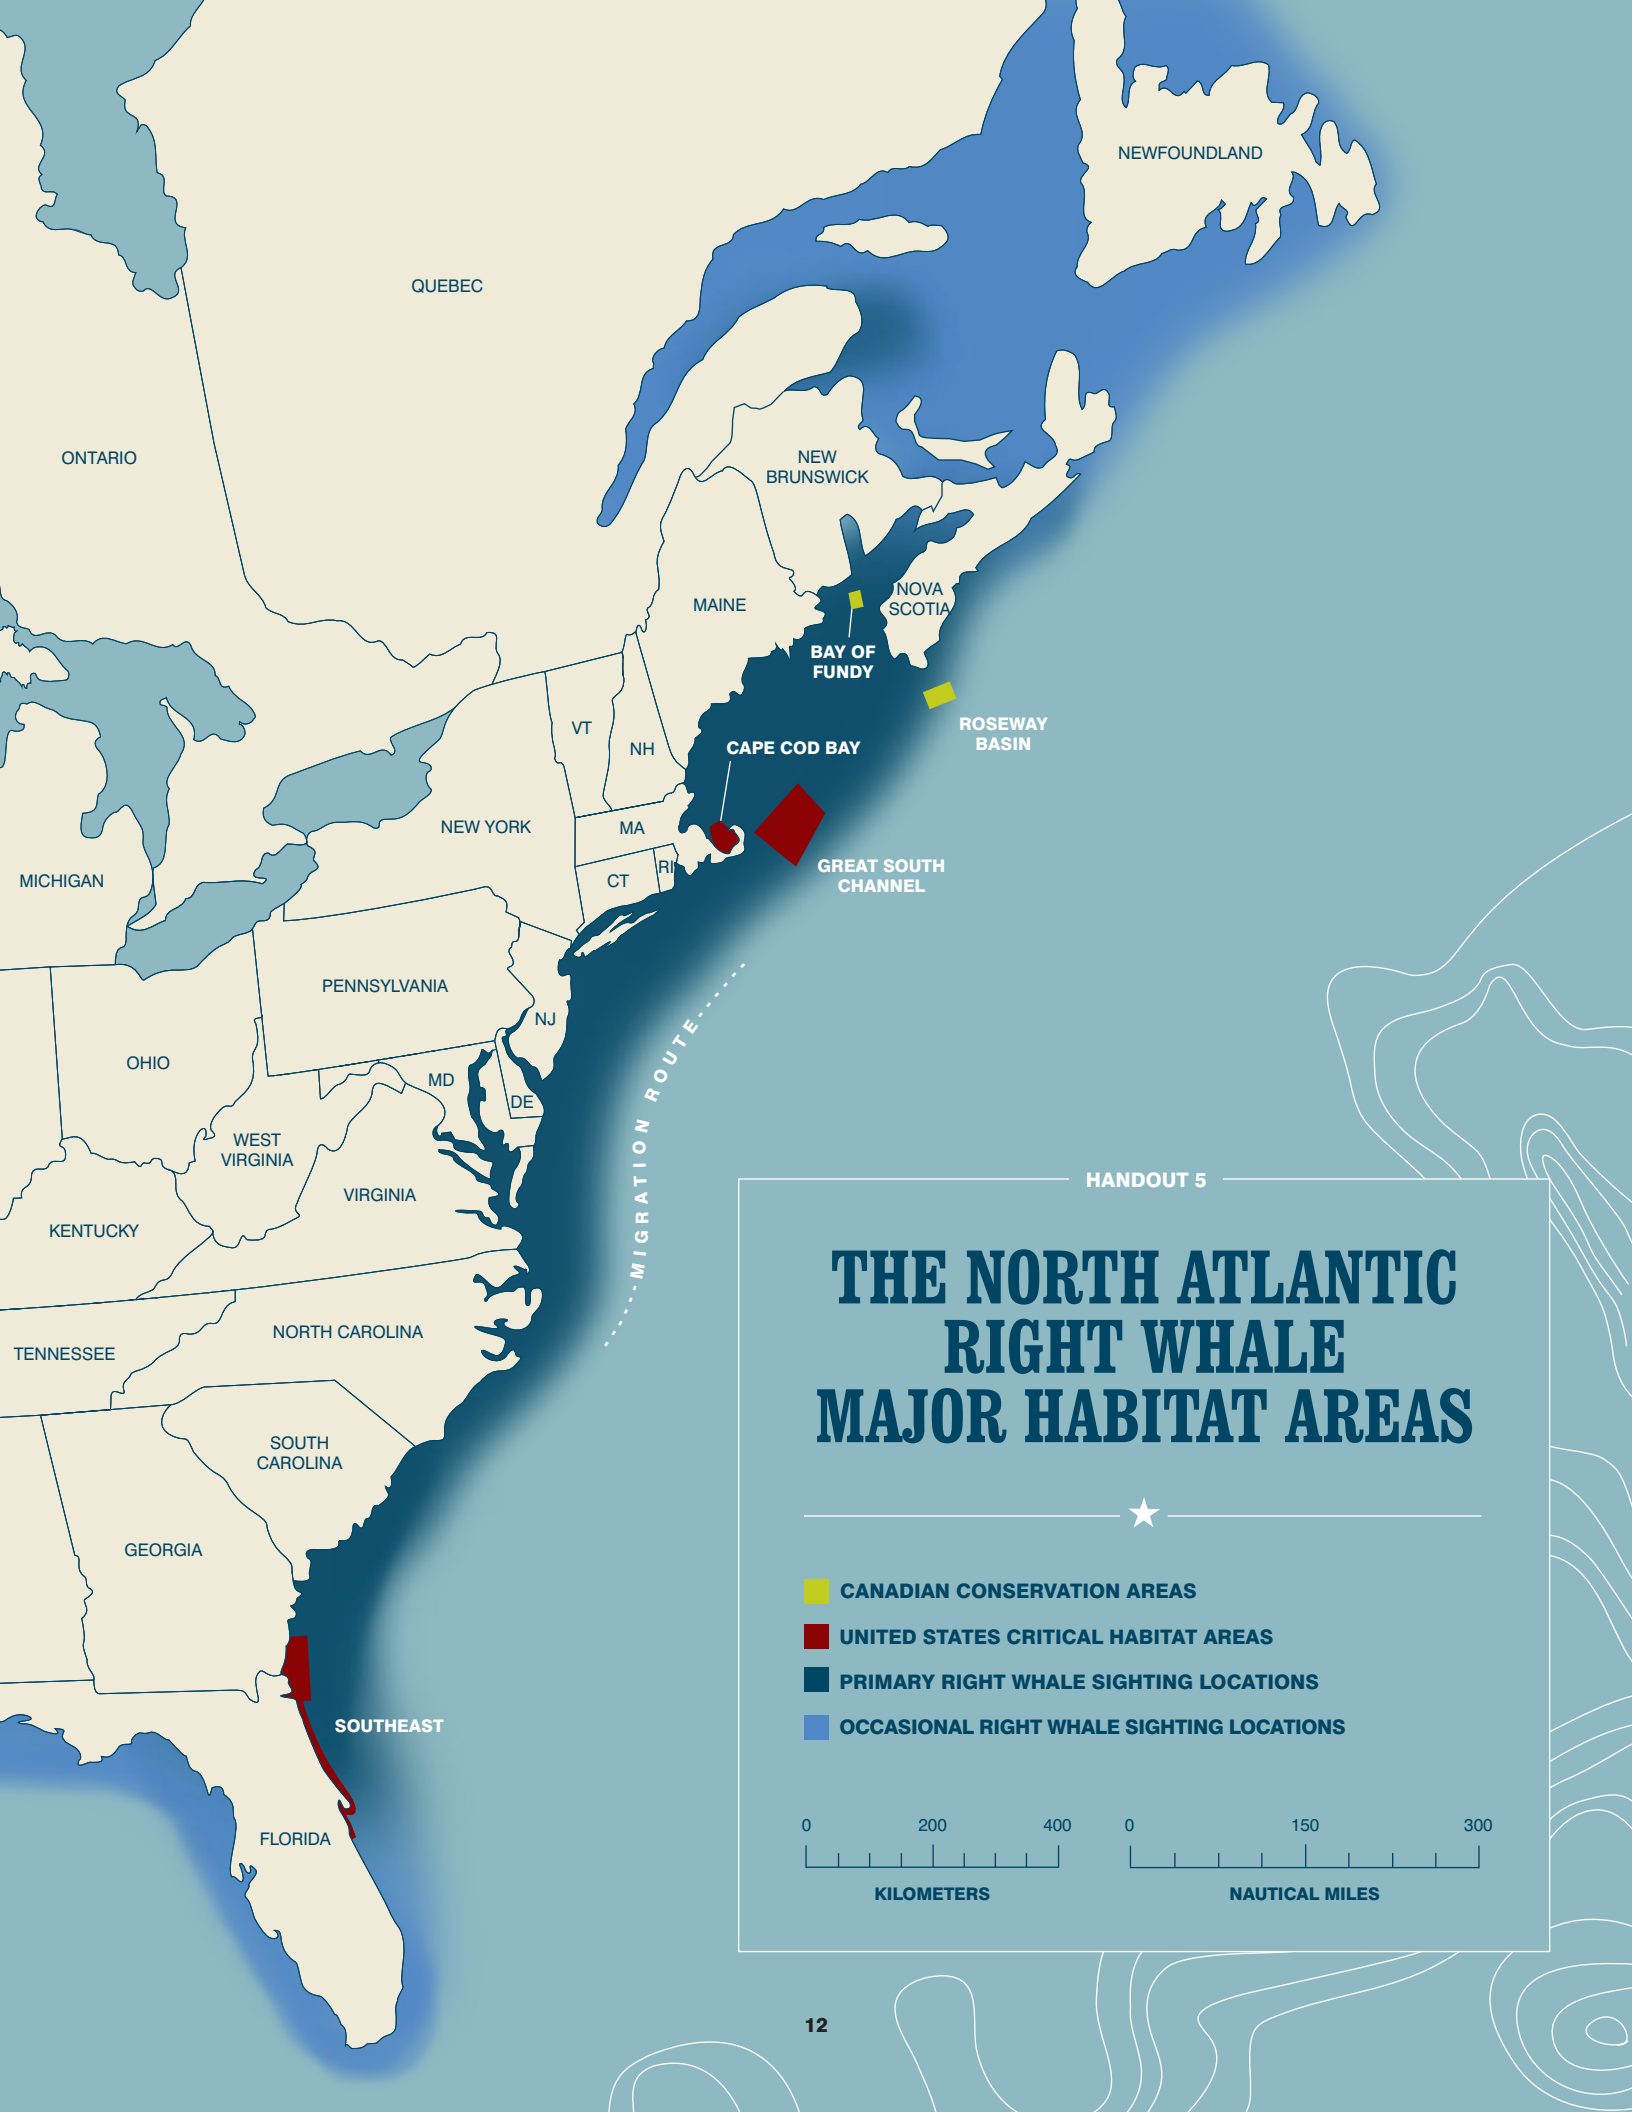 NEWFOUNDLAND
QUEBEC
ONTARIO
NEW
BRUNSWICK
NOVA
SCOTIA
MAINE
BAY OF
FUNDY
ROSEWAY
BASIN
VT
NH
CAPE COD BAY
NEW YORK
MA
RI
CT
GREAT SOUTH
CHANNEL
MICHIGAN
PENNSYLVANIA
NJ
OHIO
MD
DE
MIGRATION ROUTE
WEST
VIRGINIA
VIRGINIA
KENTUCKY
NORTH CAROLINA
TENNESSEE
SOUTH
CAROLINA
GEORGIA
SOUTHEAST
FLORIDA
HANDOUT 5
THE NORTH ATLANTIC
RIGHT WHALE
MAJOR HABITAT AREAS
CANADIAN CONSERVATION AREAS
UNITED STATES CRITICAL HABITAT AREAS
PRIMARY RIGHT WHALE SIGHTING LOCATIONS
OCCASIONAL RIGHT WHALE SIGHTING LOCATIONS
0 200 400
KILOMETERS
0 150 300
NAUTICAL MILES
12